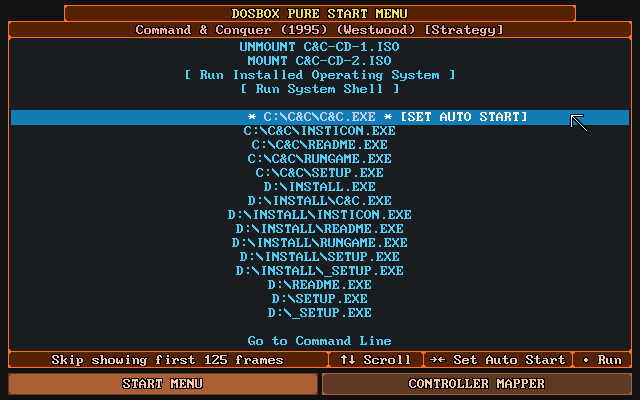 DOSBOX PURE START MENU
Command & Conquer (1995) (Westwood) [Strategy]
UNMOUNT C&C-CD-1.ISO
MOUNT C&C-CD-2.ISO
[ Run Installed Operating System ]
[ Run System Shell ]
* C:\C&C\C&C.EXE * [SET AUTO START]
C:\C&C\INSTICON.EXE
C:\C&C\README.EXE
C:\C&C\RUNGAME.EXE
C:\C&C\SETUP.EXE
D:\INSTALL.EXE
D:\INSTALL\C&C.EXE
D:\INSTALL\INSTICON.EXE
D:\INSTALL\README.EXE
D:\INSTALL\RUNGAME.EXE
D:\INSTALL\SETUP.EXE
D:\INSTALL\_SETUP.EXE
D:\README.EXE
D:\SETUP.EXE
D:\_SETUP.EXE
Go to Command Line
Skip showing first 125 frames
↑↓ Scroll
→← Set Auto Start
• Run
START MENU
CONTROLLER MAPPER